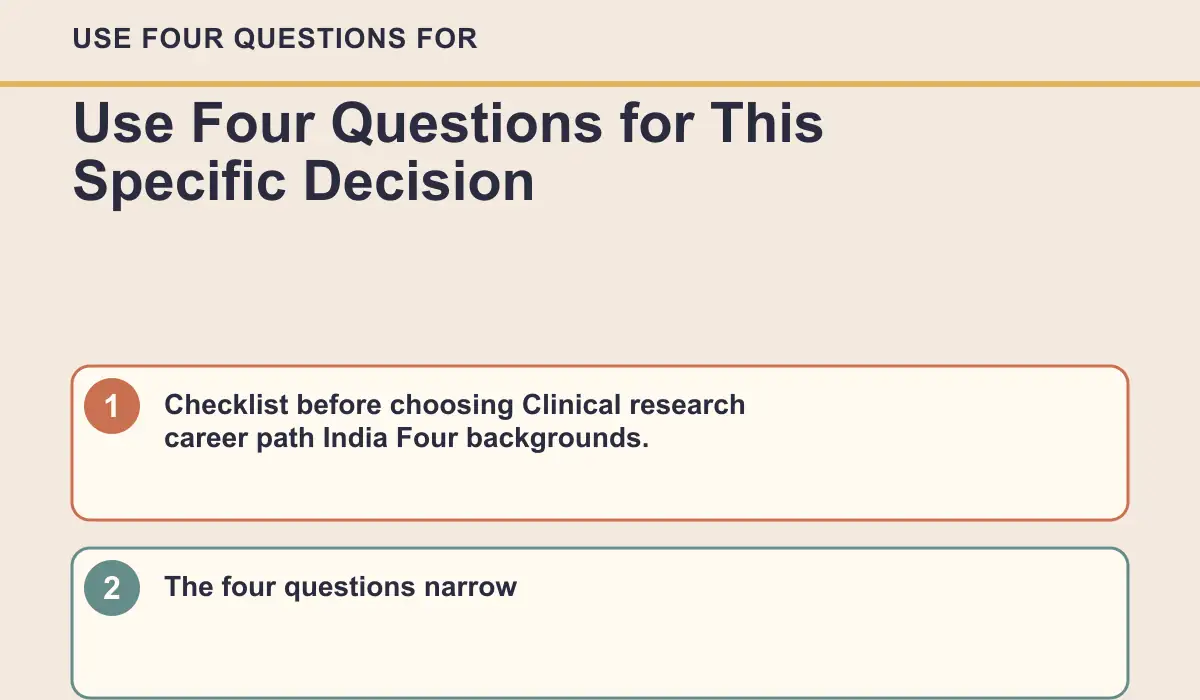 USE FOUR QUESTIONS FOR
Use Four Questions for This
Specific Decision
1
Checklist before choosing Clinical research
career path India Four backgrounds.
2
The four questions narrow